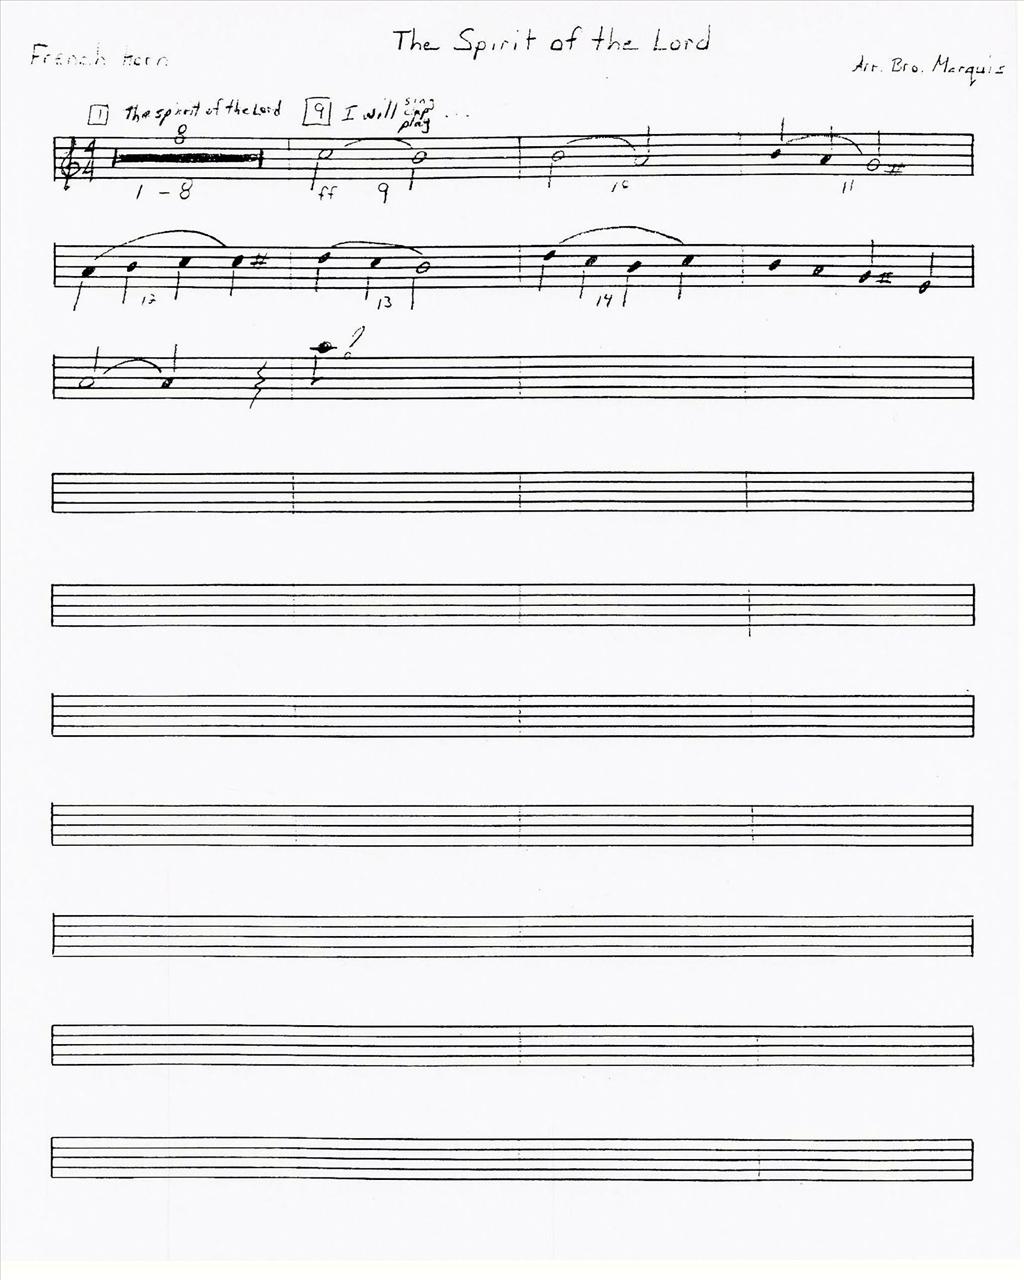 The Spirit of the Lord
French Horn
Arr. Bro. Marquis
1 The spirit of the Lord 9 I will sing clap play ...
8
4 4
1 - 8 ff 9 10 11
12 13 14